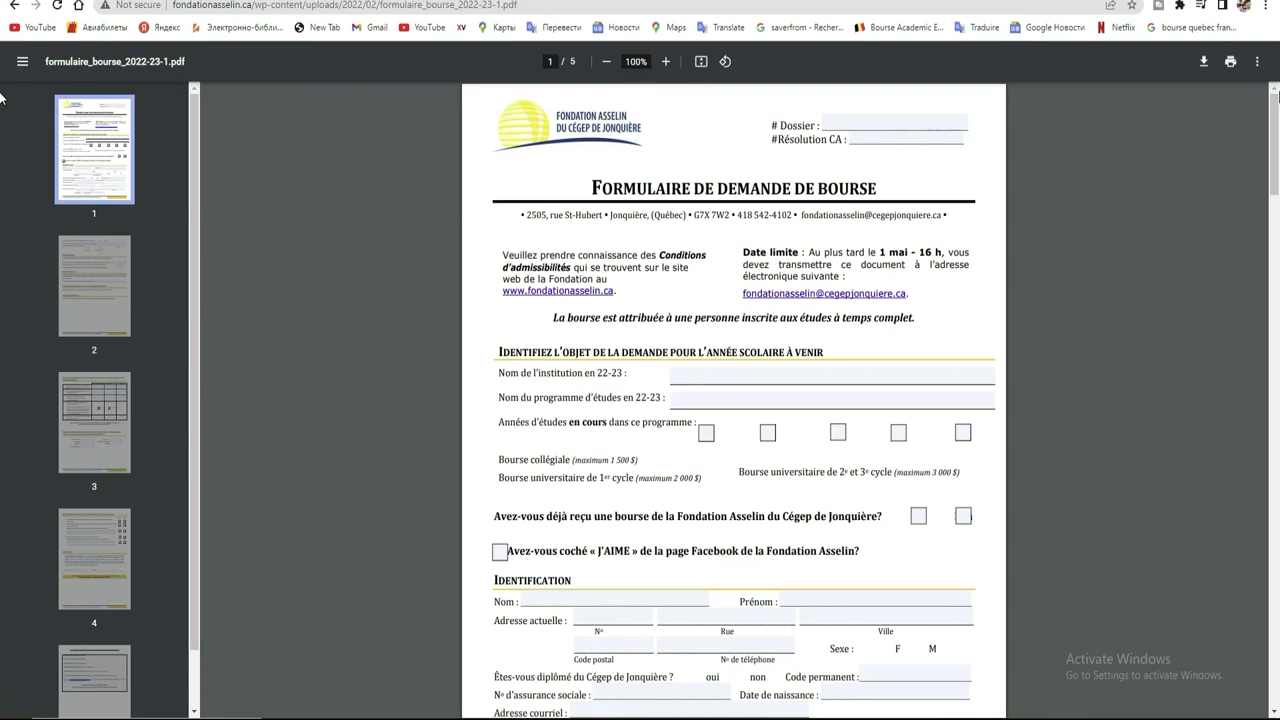 Not secure
fondationasselin.ca/wp-content/uploads/2022/02/formulaire_bourse_2022-23-1.pdf
YouTube Авиабилеты Яндекс Электронно-библи... New Tab Gmail YouTube XV Карты Перевести Новости Maps Translate saverfrom - Recher... Bourse Academic E... Traduire Google Новости Netflix bourse quebec fran...
formulaire_bourse_2022-23-1.pdf
1 / 5
100%
1
2
3
4
FONDATION ASSELIN
DU CÉGEP DE JONQUIÈRE
# Dossier :
#Résolution CA :
FORMULAIRE DE DEMANDE DE BOURSE
• 2505, rue St-Hubert • Jonquière, (Québec) • G7X 7W2 • 418 542-4102 • fondationasselin@cegepjonquiere.ca •
Veuillez prendre connaissance des Conditions
d'admissibilités qui se trouvent sur le site
web de la Fondation au
www.fondationasselin.ca.
Date limite : Au plus tard le 1 mai - 16 h, vous
devez transmettre ce document à l'adresse
électronique suivante :
fondationasselin@cegepjonquiere.ca.
La bourse est attribuée à une personne inscrite aux études à temps complet.
IDENTIFIEZ L'OBJET DE LA DEMANDE POUR L'ANNÉE SCOLAIRE À VENIR
Nom de l'institution en 22-23 :
Nom du programme d'études en 22-23 :
Années d'études en cours dans ce programme :
Bourse collégiale (maximum 1 500 $)
Bourse universitaire de 1er cycle (maximum 2 000 $)
Bourse universitaire de 2e et 3e cycle (maximum 3 000 $)
Avez-vous déjà reçu une bourse de la Fondation Asselin du Cégep de Jonquière?
Avez-vous coché « J'AIME » de la page Facebook de la Fondation Asselin?
IDENTIFICATION
Nom :
Prénom :
Adresse actuelle :
No
Rue
Ville
Code postal
No de téléphone
Sexe : F M
Êtes-vous diplômé du Cégep de Jonquière ? oui non Code permanent :
No d'assurance sociale :
Date de naissance :
Adresse courriel :
Activate Windows
Go to Settings to activate Windows.